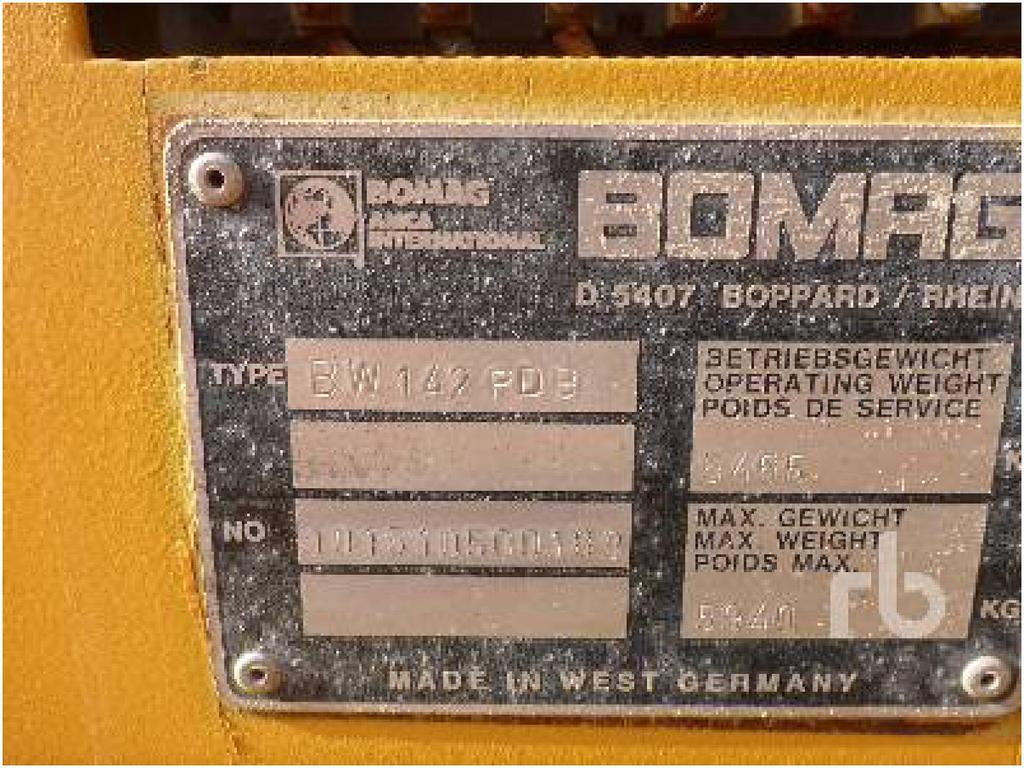 BOMAG
AMCA
INTERNATIONAL
BOMAG
D 5407 BOPPARD / RHEIN
TYPE BW 142 PDB
BETRIEBSGEWICHT
OPERATING WEIGHT
POIDS DE SERVICE
NO
MAX. GEWICHT
MAX. WEIGHT
POIDS MAX.
5940 KG
rb
MADE IN WEST GERMANY